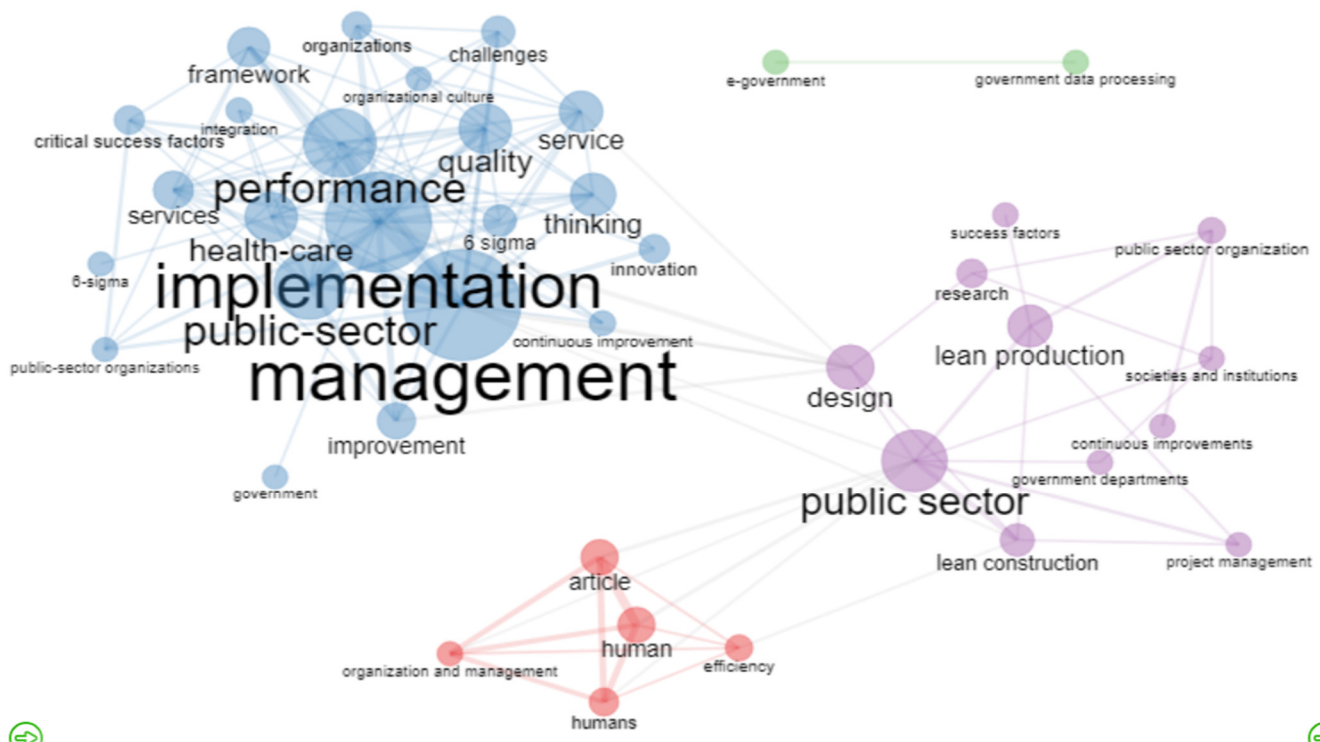 organizations
challenges
framework
organizational culture
integration
critical success factors
service
quality
performance
services
thinking
6 sigma
health-care
innovation
6-sigma
implementation
public-sector
continuous improvement
public-sector organizations
management
improvement
government
e-government
government data processing
success factors
public sector organization
research
lean production
societies and institutions
design
continuous improvements
government departments
public sector
lean construction
project management
article
human
organization and management
efficiency
humans